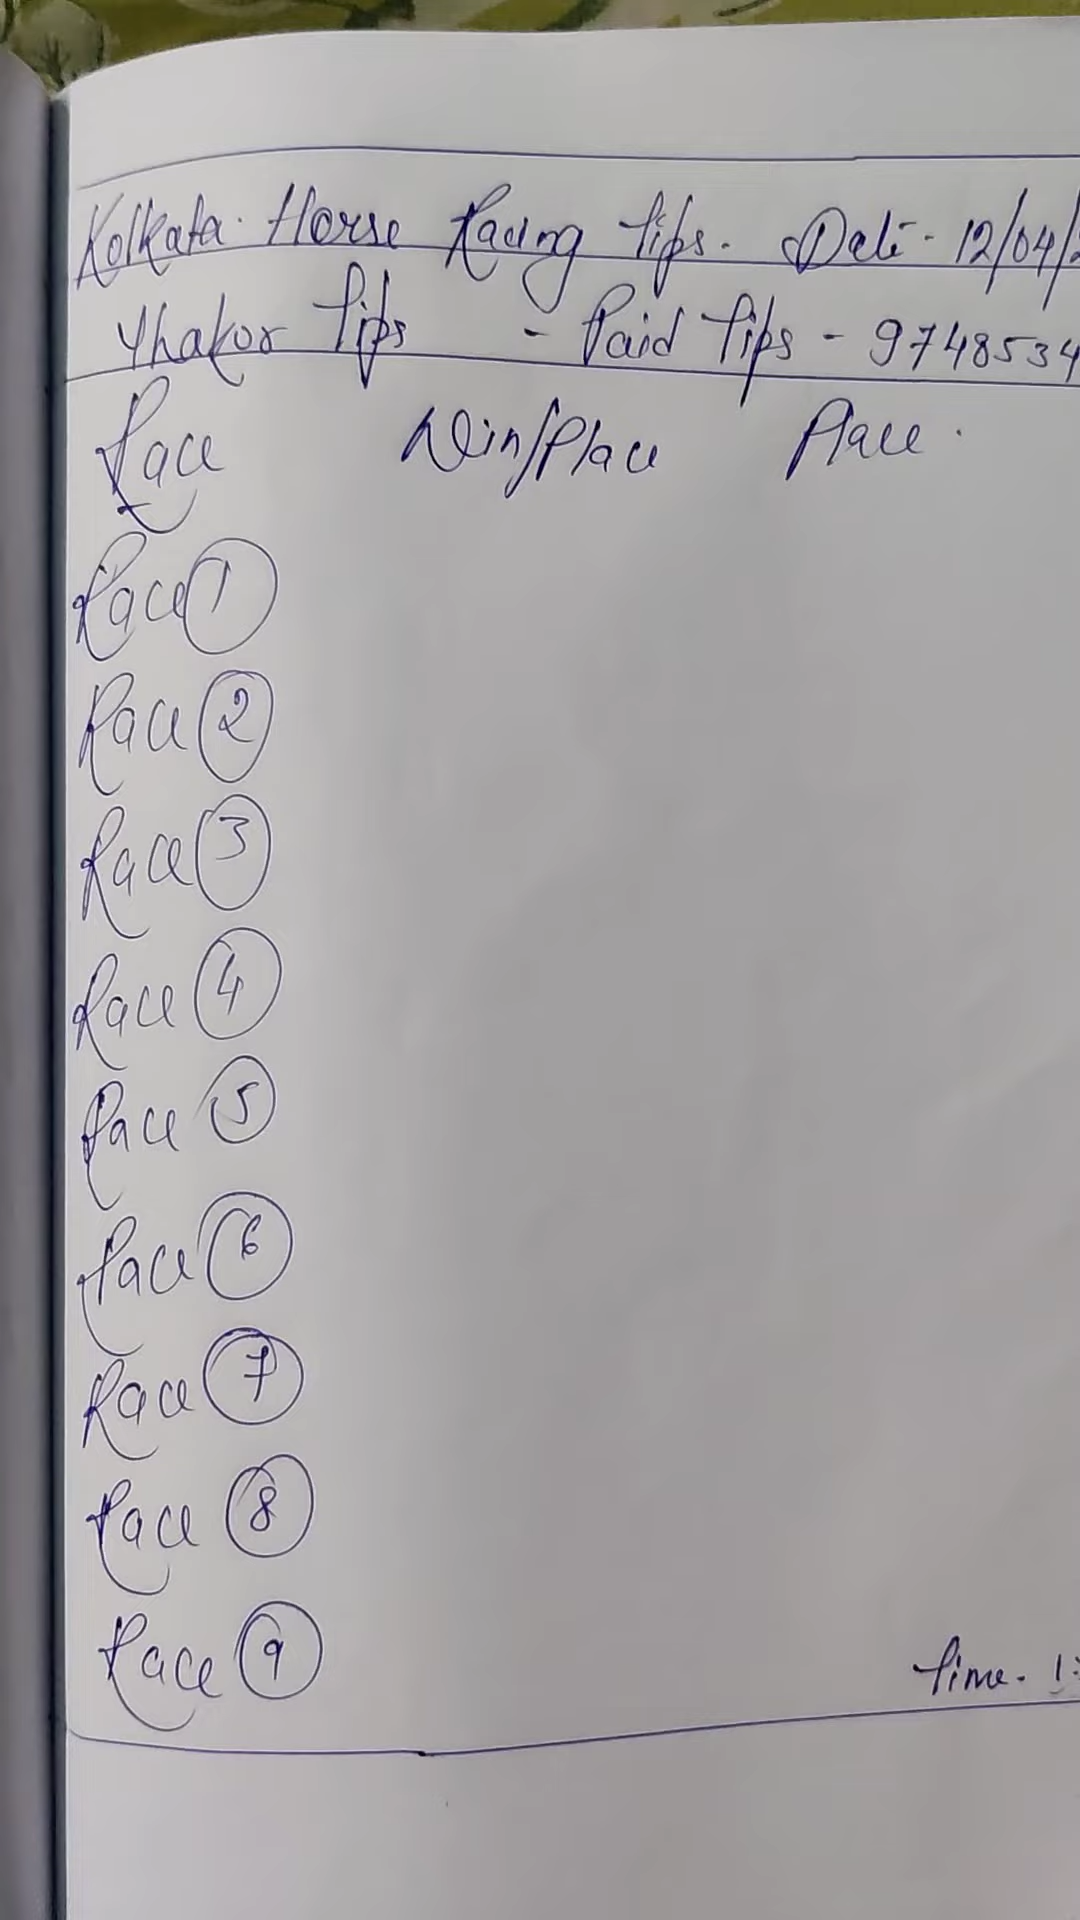 Kolkata Horse Racing Tips. Date - 12/04/
Thakor Tips - Paid Tips - 9748534
Race Win/Place Place.
Race 1
Race 2
Race 3
Race 4
Race 5
Race 6
Race 7
Race 8
Race 9
Time. 1: